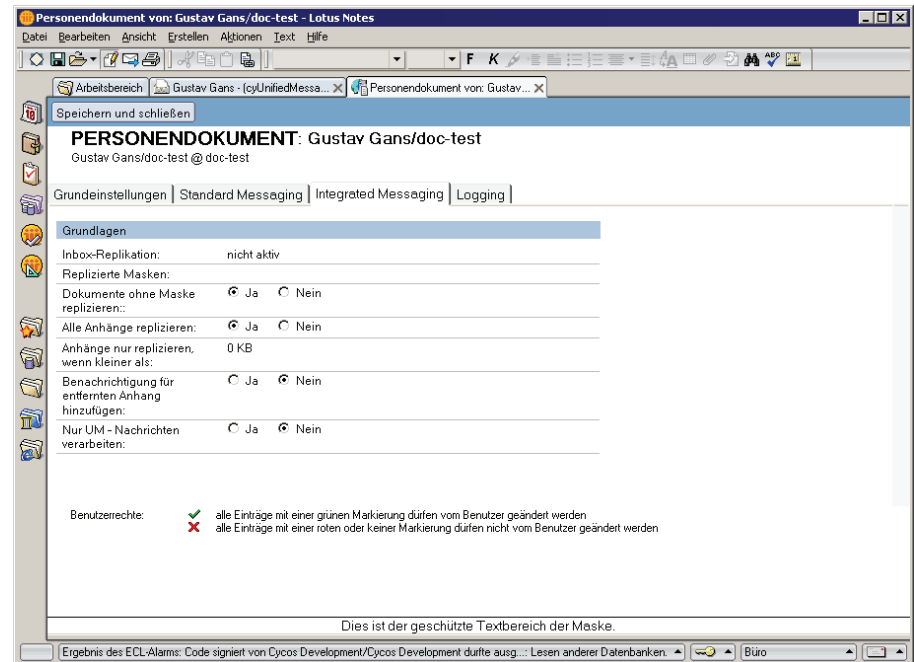 Personendokument von: Gustav Gans/doc-test - Lotus Notes
Datei Bearbeiten Ansicht Erstellen Aktionen Text Hilfe
F K
Arbeitsbereich Gustav Gans - (cyUnifiedMessa... Personendokument von: Gustav...
Speichern und schließen
PERSONENDOKUMENT: Gustav Gans/doc-test
Gustav Gans/doc-test @ doc-test
Grundeinstellungen Standard Messaging Integrated Messaging Logging
Grundlagen
Inbox-Replikation: nicht aktiv
Replizierte Masken:
Dokumente ohne Maske replizieren:: Ja Nein
Alle Anhänge replizieren: Ja Nein
Anhänge nur replizieren, wenn kleiner als: 0 KB
Benachrichtigung für entfernten Anhang hinzufügen: Ja Nein
Nur UM - Nachrichten verarbeiten: Ja Nein
Benutzerrechte: alle Einträge mit einer grünen Markierung dürfen vom Benutzer geändert werden
alle Einträge mit einer roten oder keiner Markierung dürfen nicht vom Benutzer geändert werden
Dies ist der geschützte Textbereich der Maske.
Ergebnis des ECL-Alarms: Code signiert von Cycos Development/Cycos Development durfte ausg...: Lesen anderer Datenbanken. Büro